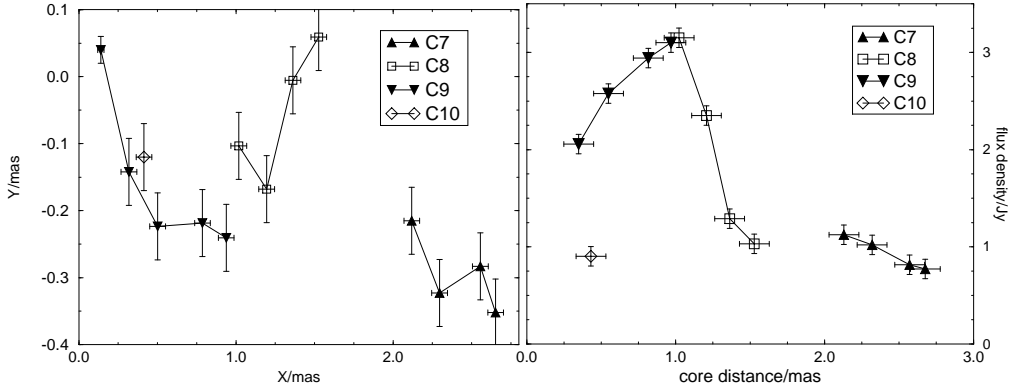 0.1
0.0
-0.1
-0.2
-0.3
-0.4
Y/mas
0.0
1.0
2.0
X/mas
C7
C8
C9
C10
C7
C8
C9
C10
3
2
1
0
flux density/Jy
0.0
1.0
2.0
3.0
core distance/mas